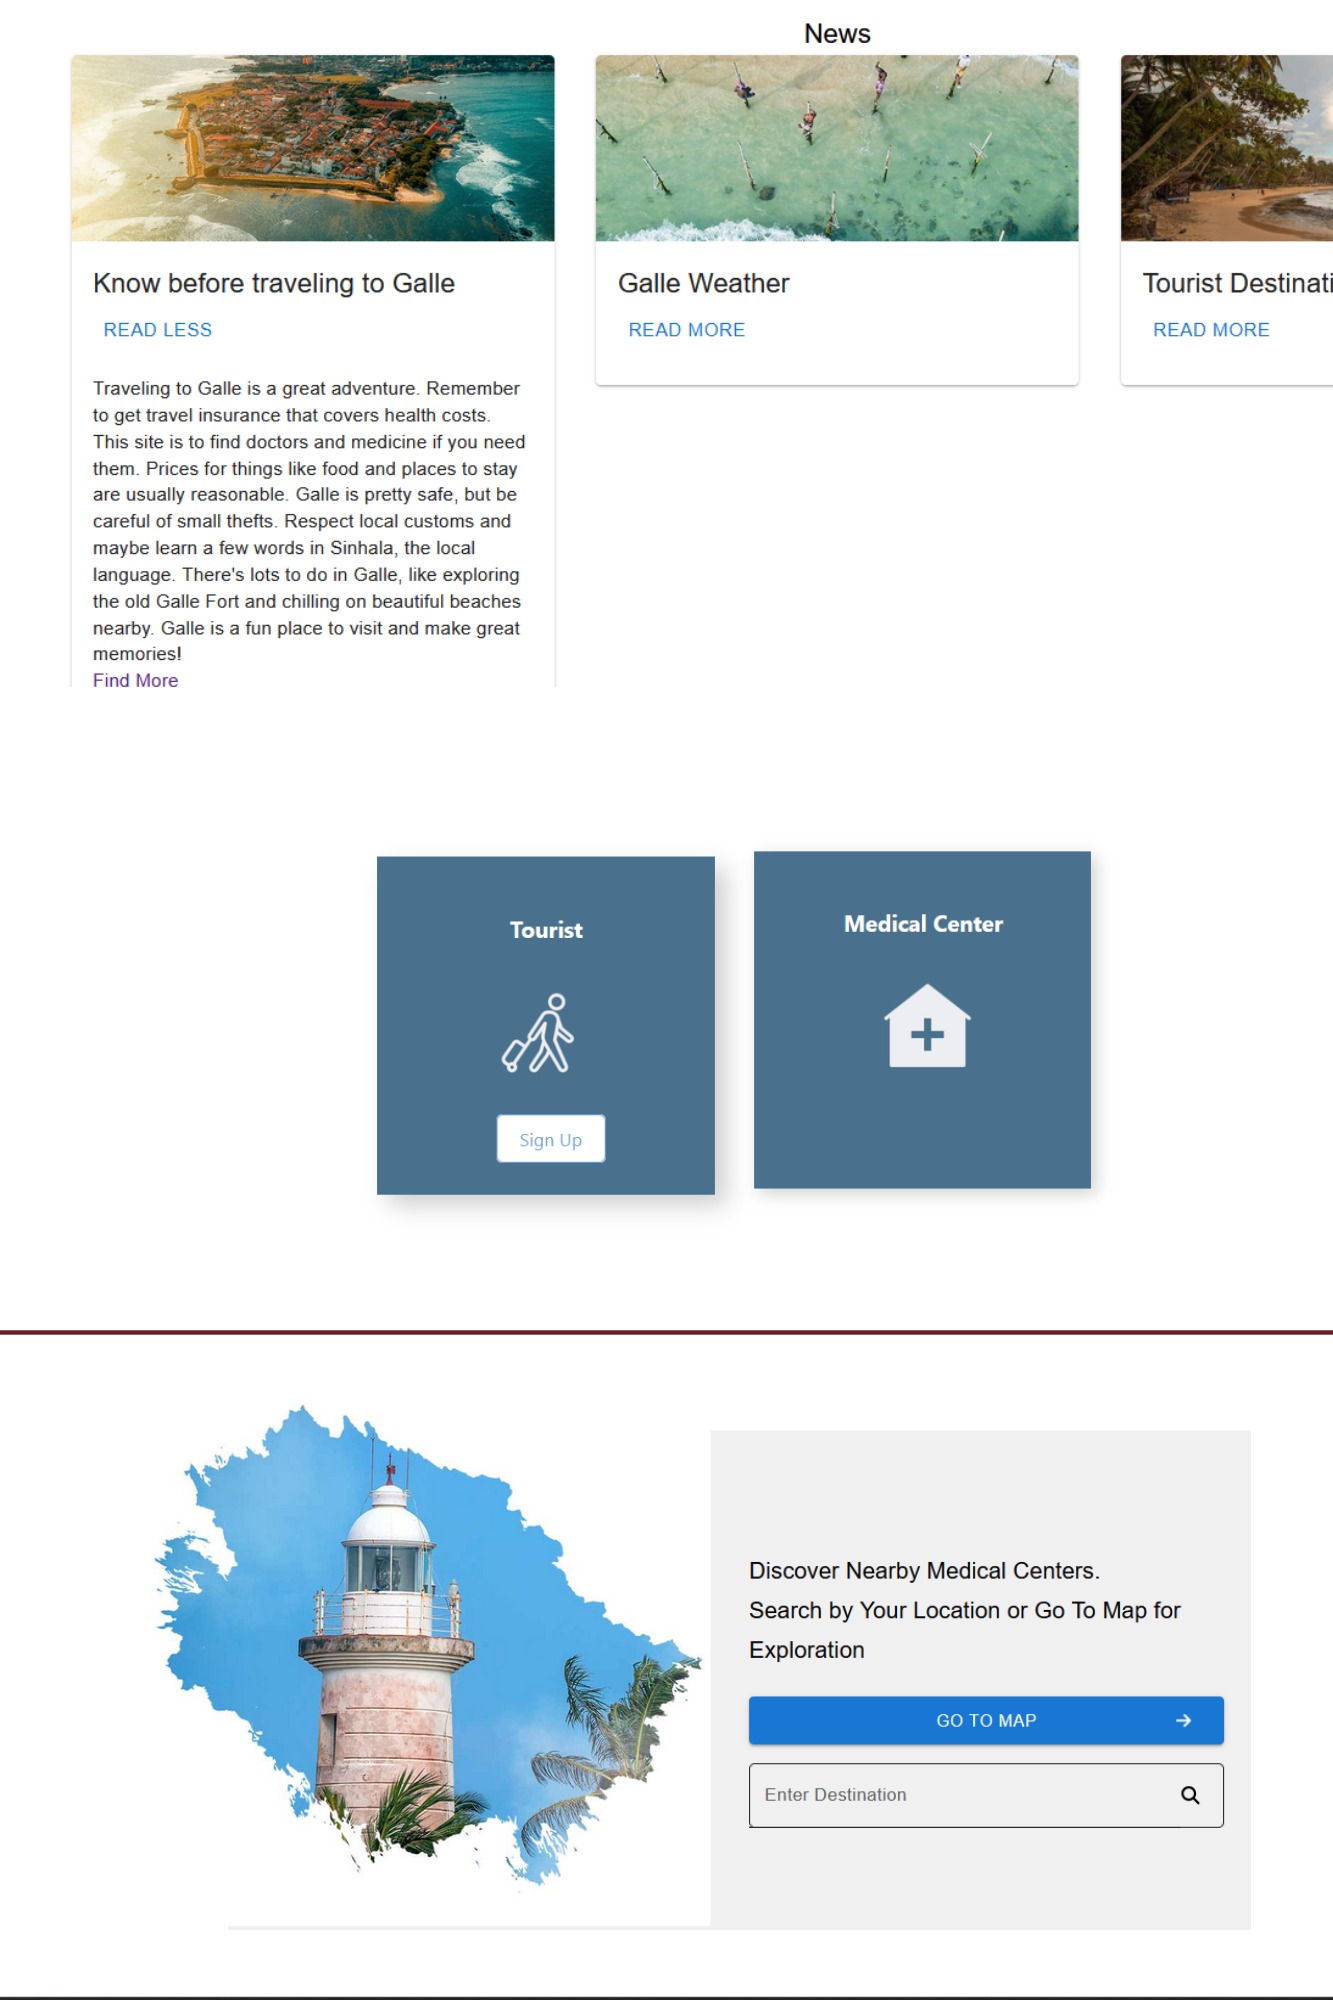 News
Know before traveling to Galle
READ LESS
Traveling to Galle is a great adventure. Remember
to get travel insurance that covers health costs.
This site is to find doctors and medicine if you need
them. Prices for things like food and places to stay
are usually reasonable. Galle is pretty safe, but be
careful of small thefts. Respect local customs and
maybe learn a few words in Sinhala, the local
language. There's lots to do in Galle, like exploring
the old Galle Fort and chilling on beautiful beaches
nearby. Galle is a fun place to visit and make great
memories!
Find More
Galle Weather
READ MORE
Tourist Destinati
READ MORE
Tourist
Sign Up
Medical Center
Discover Nearby Medical Centers.
Search by Your Location or Go To Map for
Exploration
GO TO MAP
Enter Destination